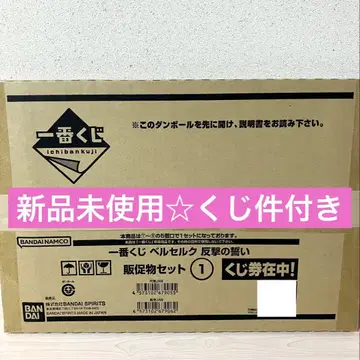 一番くじ
ichibankuji
※このダンボールを先に開け、説明書をお読み下さい。
新品未使用☆くじ件付き
BANDAI NAMCO
一番くじ ベルセルク 反撃の誓い
販促物セット ① くじ券在中!
BAN
DAI
株式会社BANDAI SPIRITS